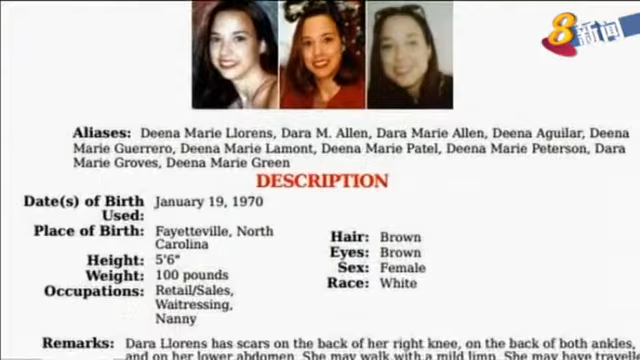 8 新闻
Aliases: Deena Marie Llorens, Dara M. Allen, Dara Marie Allen, Deena Aguilar, Deena
Marie Guerrero, Deena Marie Lamont, Deena Marie Patel, Deena Marie Peterson, Dara
Marie Groves, Deena Marie Green
DESCRIPTION
Date(s) of Birth Used: January 19, 1970
Place of Birth: Fayetteville, North
Carolina
Height: 5'6"
Weight: 100 pounds
Occupations: Retail/Sales,
Waitressing,
Nanny
Hair: Brown
Eyes: Brown
Sex: Female
Race: White
Remarks: Dara Llorens has scars on the back of her right knee, on the back of both ankles,
and on her lower abdomen. She may walk with a mild limp. She may have travelle